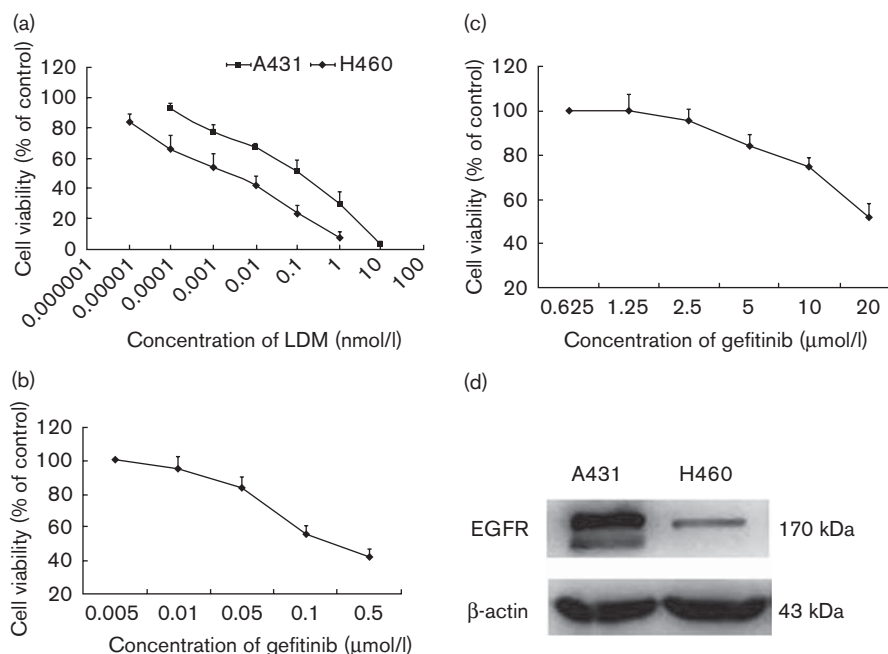 (a)
120
100
80
60
40
20
0
Cell viability (% of control)
A431 H460
0.000001 0.00001 0.0001 0.001 0.01 0.1 1 10 100
Concentration of LDM (nmol/l)
(b)
120
100
80
60
40
20
Cell viability (% of control)
0.005 0.01 0.05 0.1 0.5
Concentration of gefitinib (μmol/l)
(c)
120
100
80
60
40
20
Cell viability (% of control)
0.625 1.25 2.5 5 10 20
Concentration of gefitinib (μmol/l)
(d)
A431 H460
EGFR 170 kDa
β-actin 43 kDa